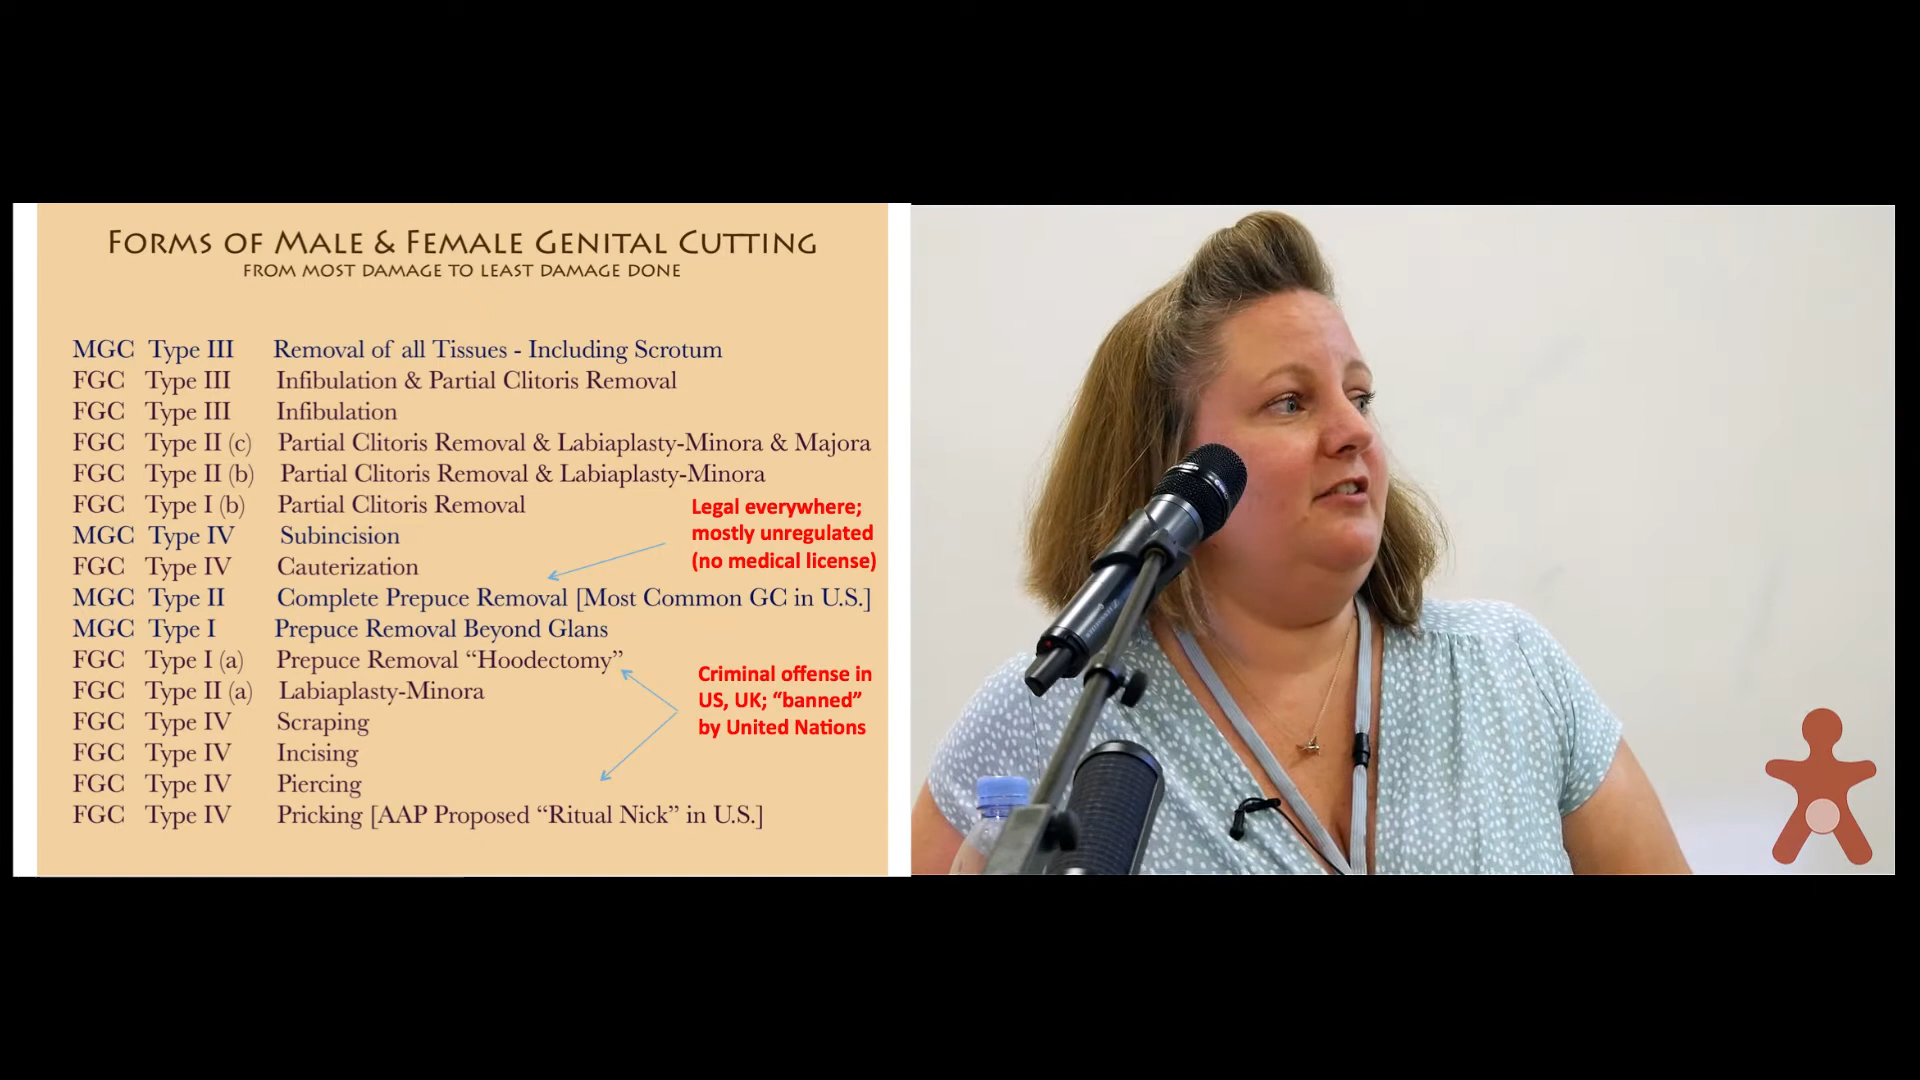 FORMS OF MALE & FEMALE GENITAL CUTTING
FROM MOST DAMAGE TO LEAST DAMAGE DONE
MGC Type III Removal of all Tissues - Including Scrotum
FGC Type III Infibulation & Partial Clitoris Removal
FGC Type III Infibulation
FGC Type II (c) Partial Clitoris Removal & Labiaplasty-Minora & Majora
FGC Type II (b) Partial Clitoris Removal & Labiaplasty-Minora
FGC Type I (b) Partial Clitoris Removal
Legal everywhere;
mostly unregulated
(no medical license)
MGC Type IV Subincision
FGC Type IV Cauterization
MGC Type II Complete Prepuce Removal [Most Common GC in U.S.]
MGC Type I Prepuce Removal Beyond Glans
FGC Type I (a) Prepuce Removal “Hoodectomy”
Criminal offense in
US, UK; “banned”
by United Nations
FGC Type II (a) Labiaplasty-Minora
FGC Type IV Scraping
FGC Type IV Incising
FGC Type IV Piercing
FGC Type IV Pricking [AAP Proposed “Ritual Nick” in U.S.]